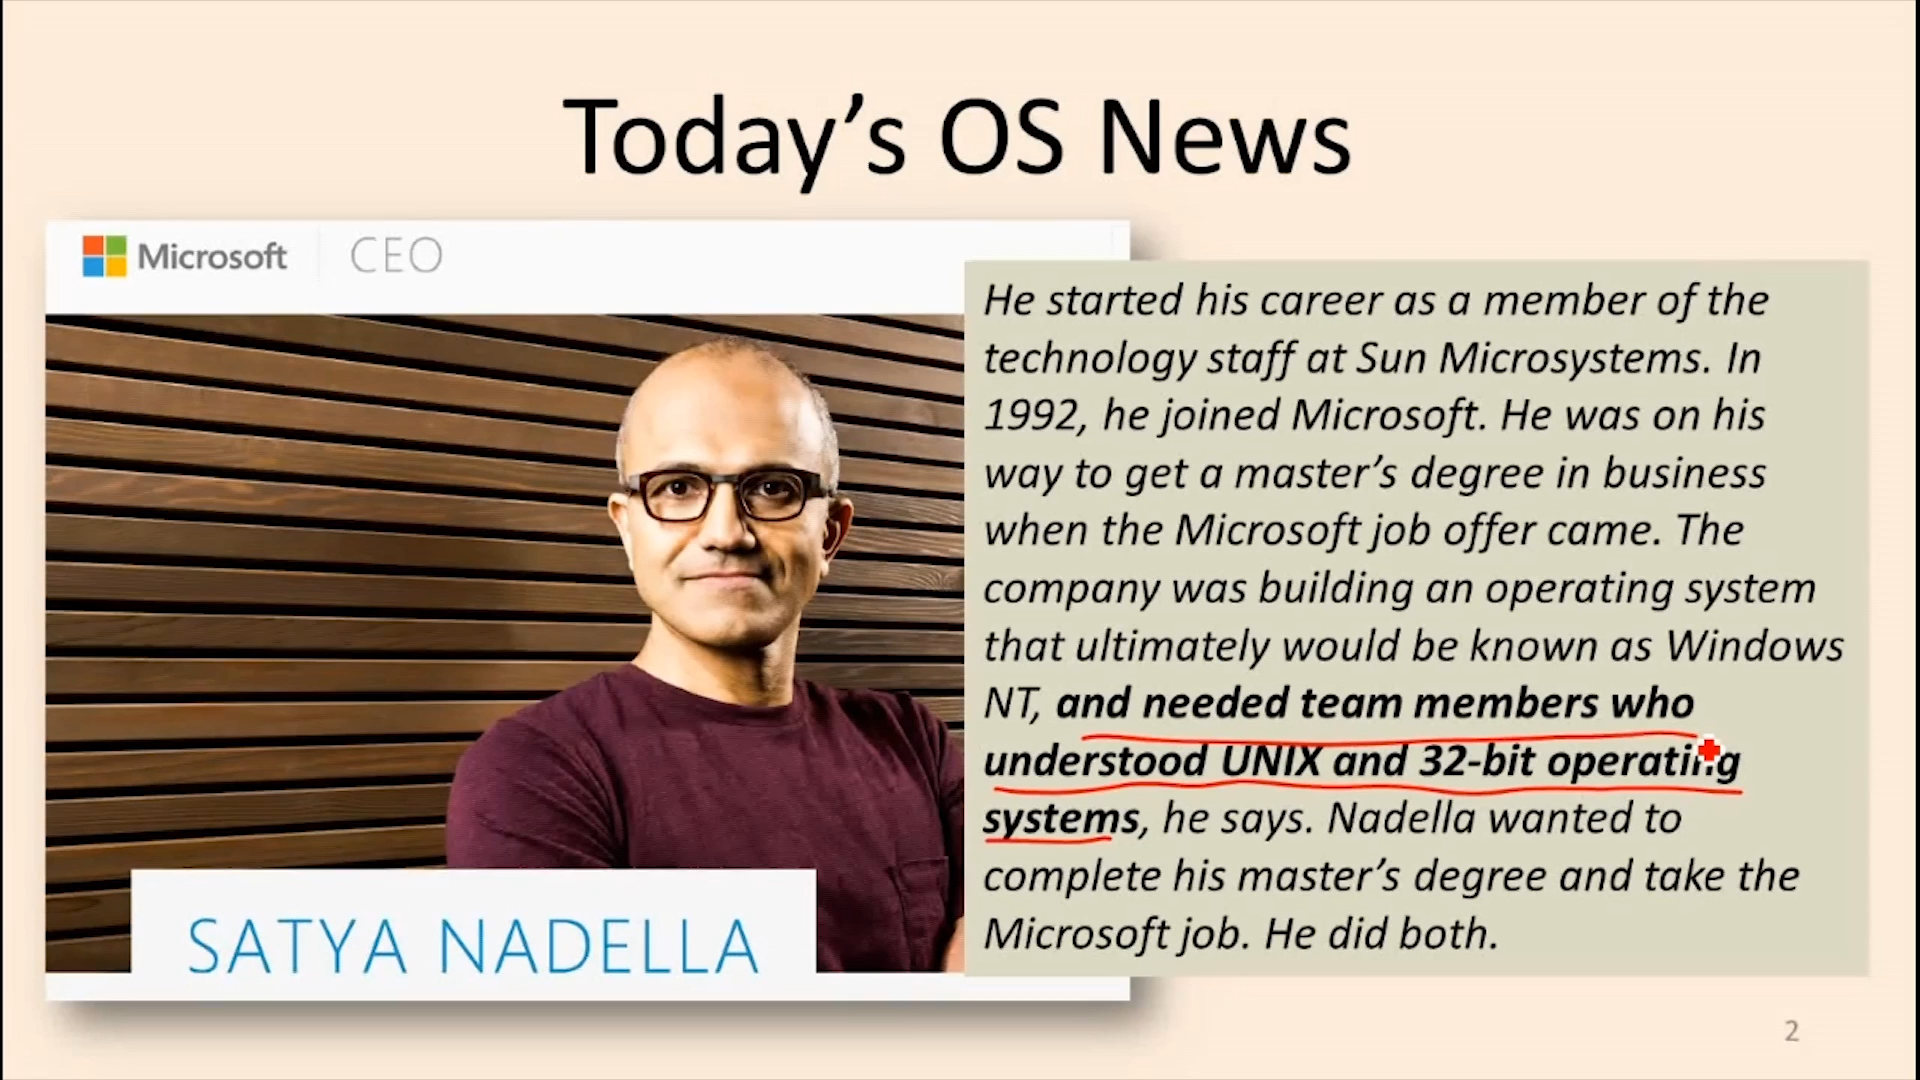 Today’s OS News
Microsoft CEO
He started his career as a member of the
technology staff at Sun Microsystems. In
1992, he joined Microsoft. He was on his
way to get a master’s degree in business
when the Microsoft job offer came. The
company was building an operating system
that ultimately would be known as Windows
NT, and needed team members who
understood UNIX and 32-bit operating
systems, he says. Nadella wanted to
complete his master’s degree and take the
Microsoft job. He did both.
SATYA NADELLA
2